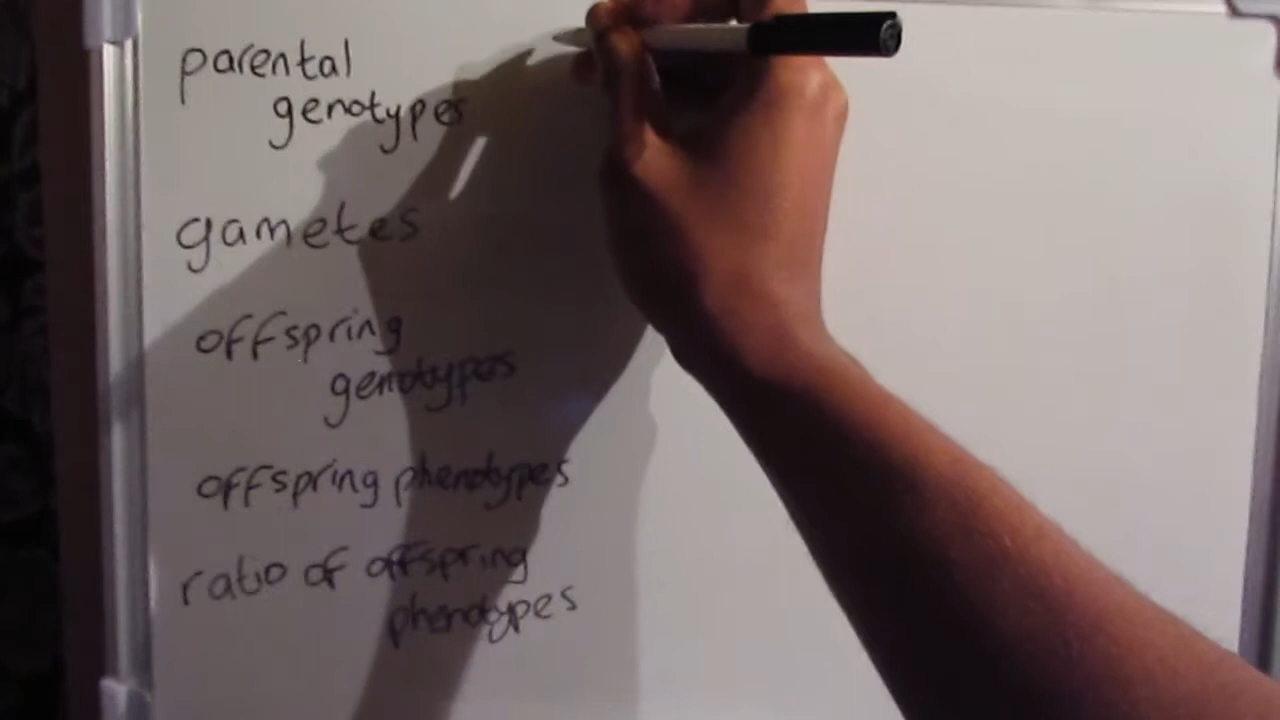 parental
genotypes
gametes
offspring
genotypes
offspring phenotypes
ratio of offspring
phenotypes